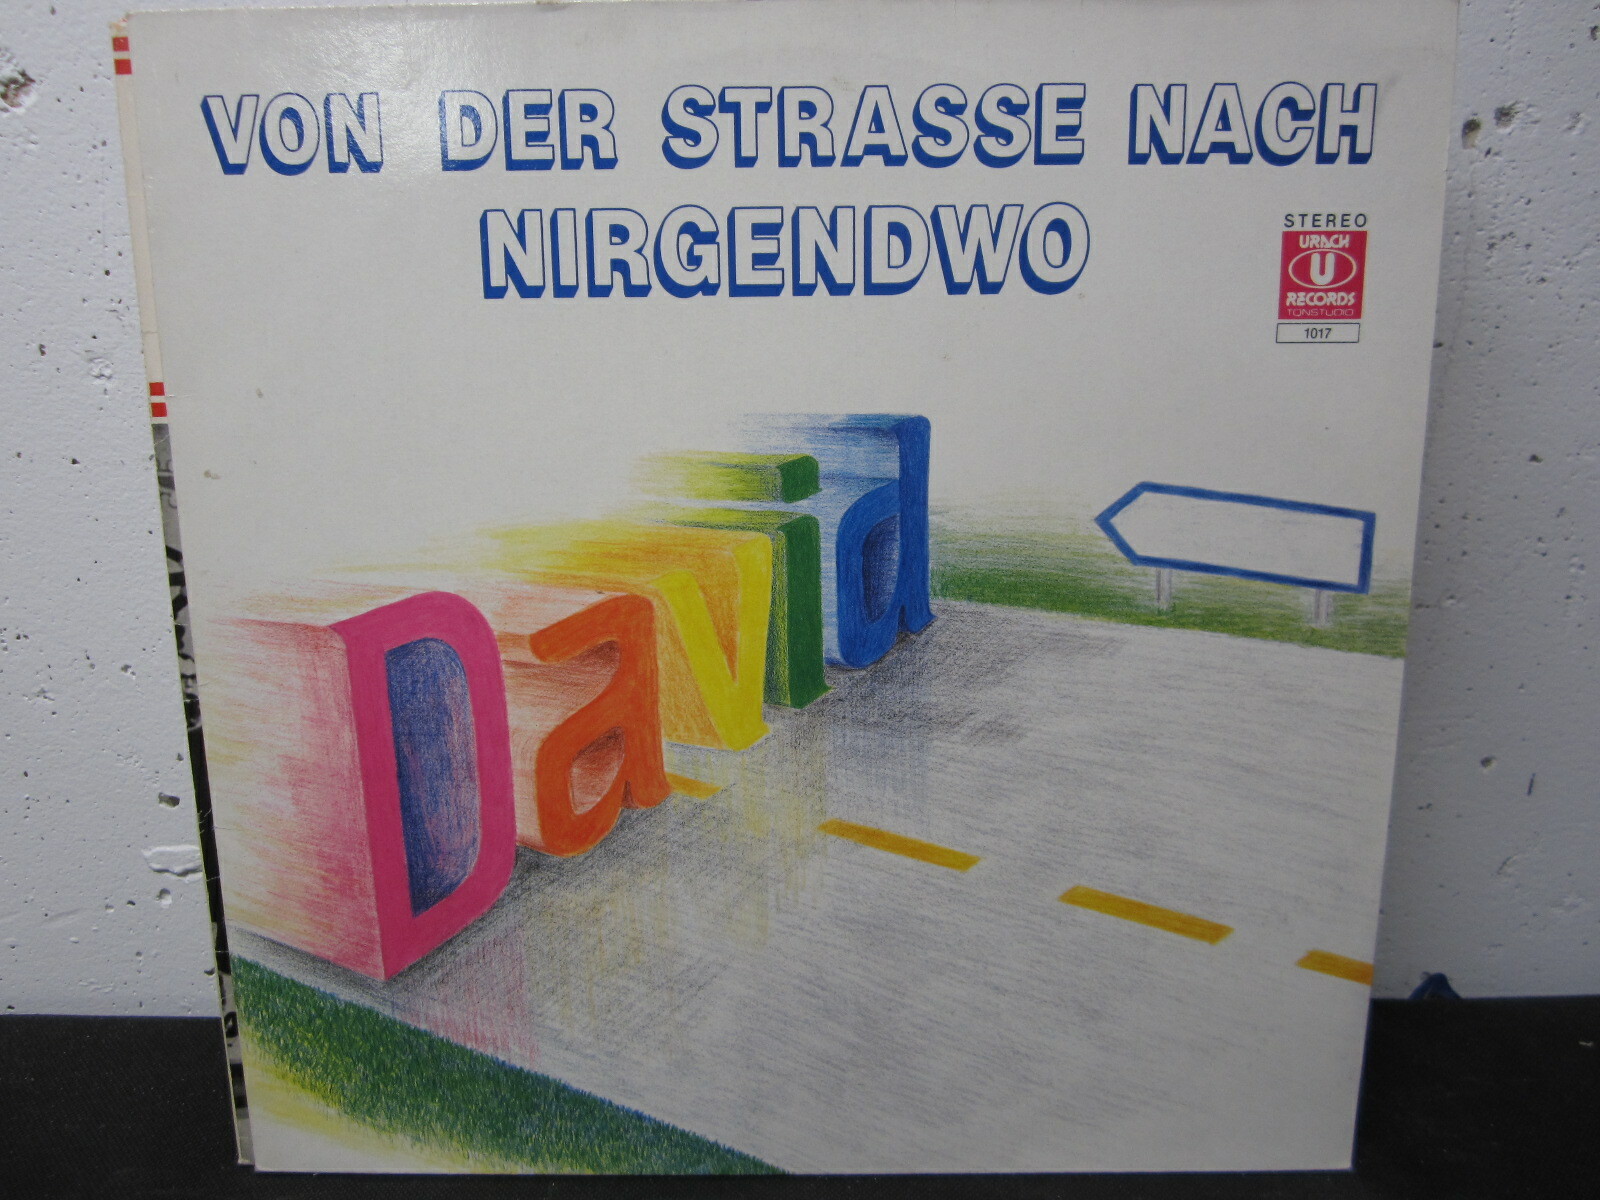 VON DER STRASSE NACH
NIRGENDWO
STEREO
URACH
U
RECORDS
TONSTUDIO
1017
David